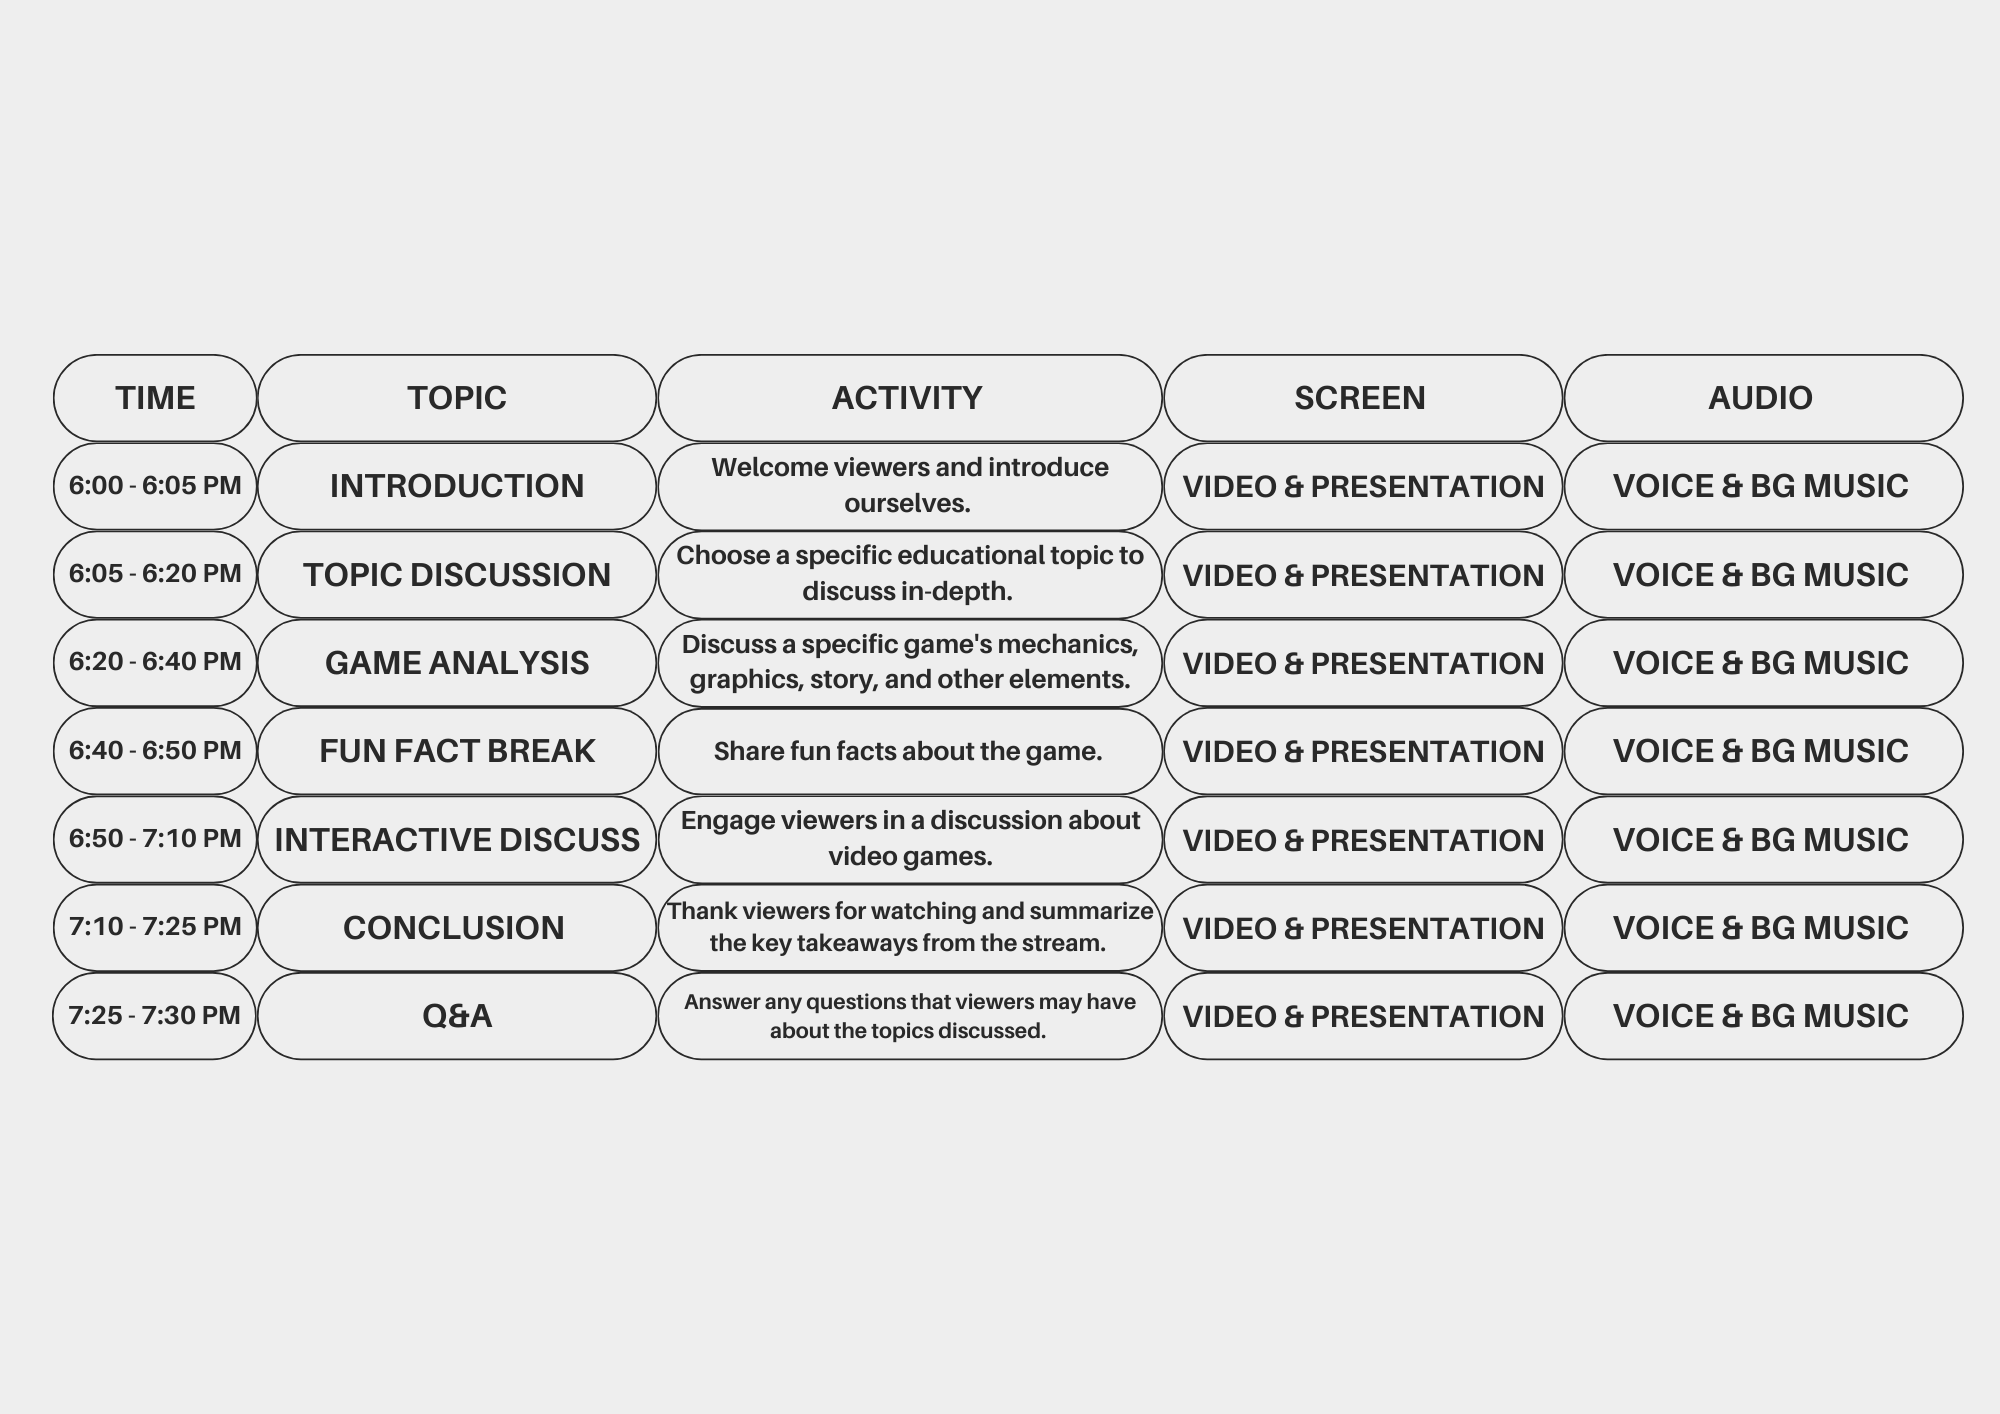 TIME TOPIC ACTIVITY SCREEN AUDIO
6:00 - 6:05 PM INTRODUCTION Welcome viewers and introduce
ourselves. VIDEO & PRESENTATION VOICE & BG MUSIC
6:05 - 6:20 PM TOPIC DISCUSSION Choose a specific educational topic to
discuss in-depth. VIDEO & PRESENTATION VOICE & BG MUSIC
6:20 - 6:40 PM GAME ANALYSIS Discuss a specific game's mechanics,
graphics, story, and other elements. VIDEO & PRESENTATION VOICE & BG MUSIC
6:40 - 6:50 PM FUN FACT BREAK Share fun facts about the game. VIDEO & PRESENTATION VOICE & BG MUSIC
6:50 - 7:10 PM INTERACTIVE DISCUSS Engage viewers in a discussion about
video games. VIDEO & PRESENTATION VOICE & BG MUSIC
7:10 - 7:25 PM CONCLUSION Thank viewers for watching and summarize
the key takeaways from the stream. VIDEO & PRESENTATION VOICE & BG MUSIC
7:25 - 7:30 PM Q&A Answer any questions that viewers may have
about the topics discussed. VIDEO & PRESENTATION VOICE & BG MUSIC